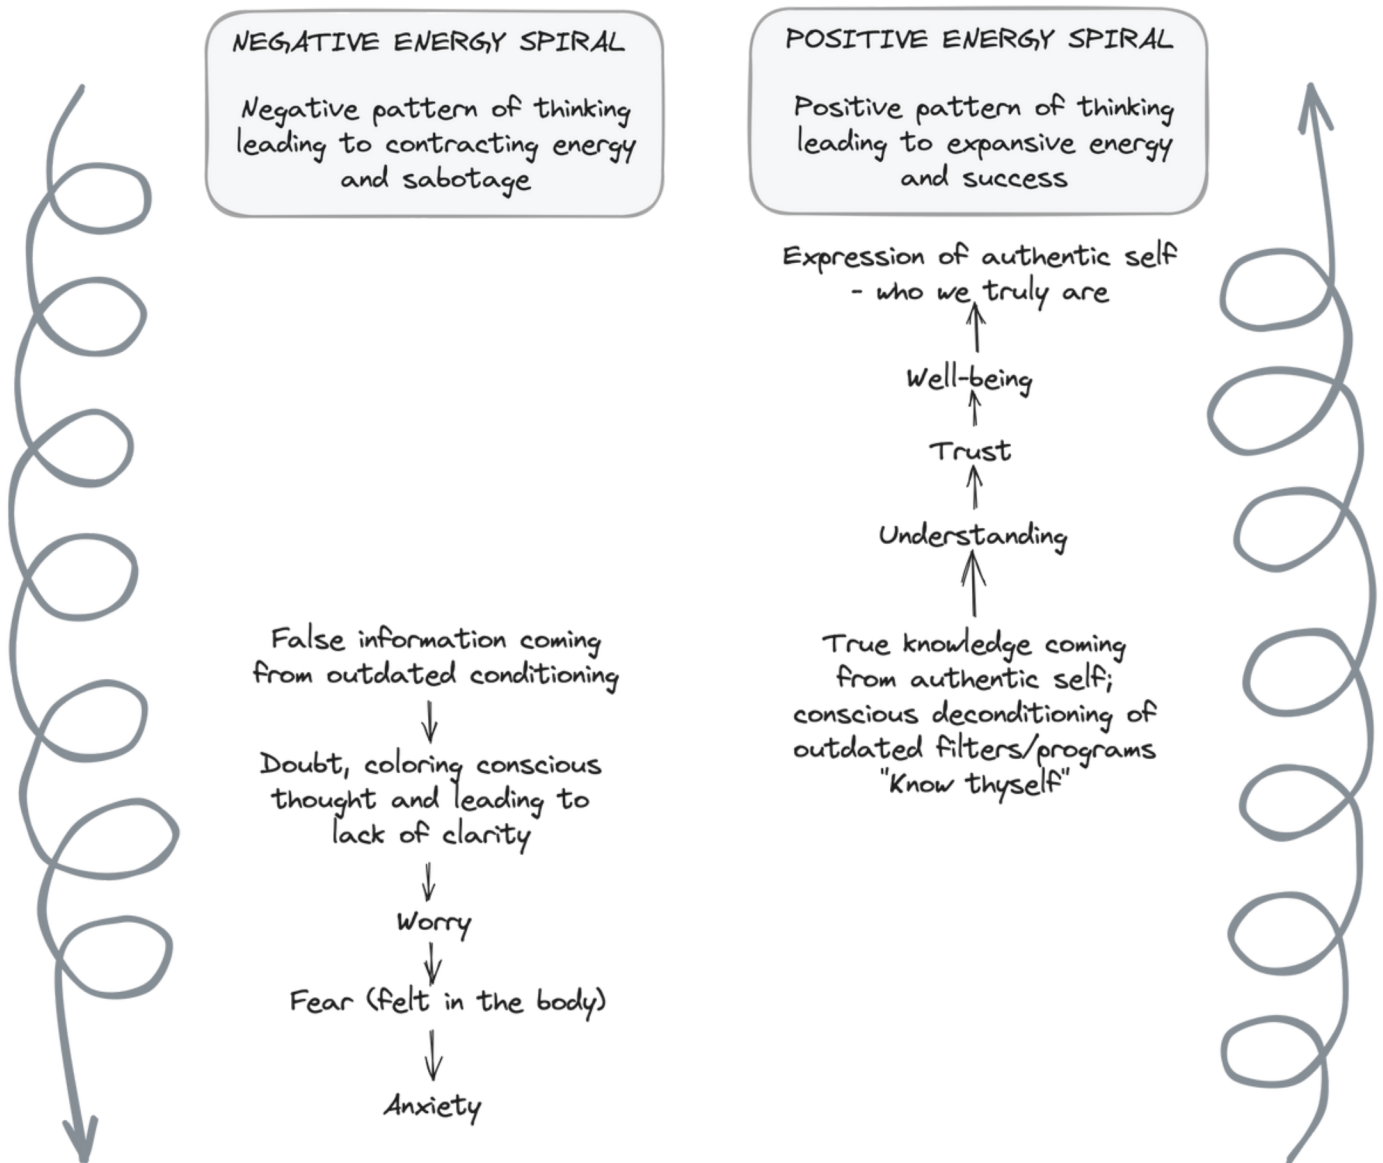 NEGATIVE ENERGY SPIRAL
Negative pattern of thinking
leading to contracting energy
and sabotage
False information coming
from outdated conditioning
Doubt, coloring conscious
thought and leading to
lack of clarity
Worry
Fear (felt in the body)
Anxiety
POSITIVE ENERGY SPIRAL
Positive pattern of thinking
leading to expansive energy
and success
Expression of authentic self
- who we truly are
Well-being
Trust
Understanding
True knowledge coming
from authentic self;
conscious deconditioning of
outdated filters/programs
"Know thyself"